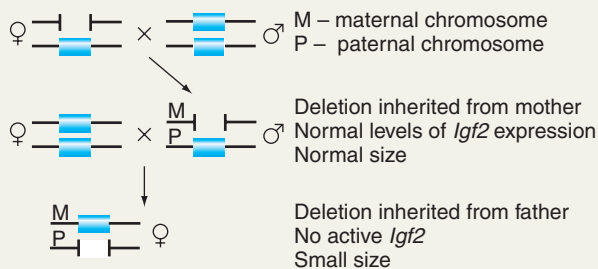 ♀ × ♂ M – maternal chromosome
P – paternal chromosome
♀ × M P ♂ Deletion inherited from mother
Normal levels of Igf2 expression
Normal size
M P ♀ Deletion inherited from father
No active Igf2
Small size